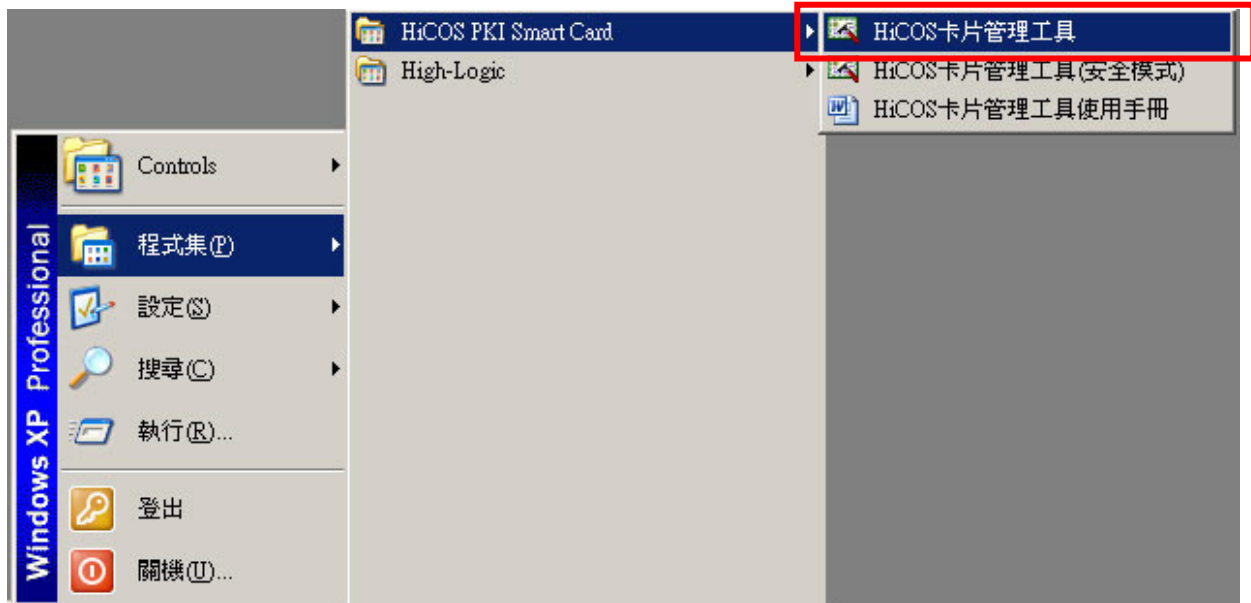 HiCOS PKI Smart Card
High-Logic
HiCOS卡片管理工具
HiCOS卡片管理工具(安全模式)
HiCOS卡片管理工具使用手冊
Windows XP Professional
Controls
程式集(P)
設定(S)
搜尋(C)
執行(R)...
登出
關機(U)...